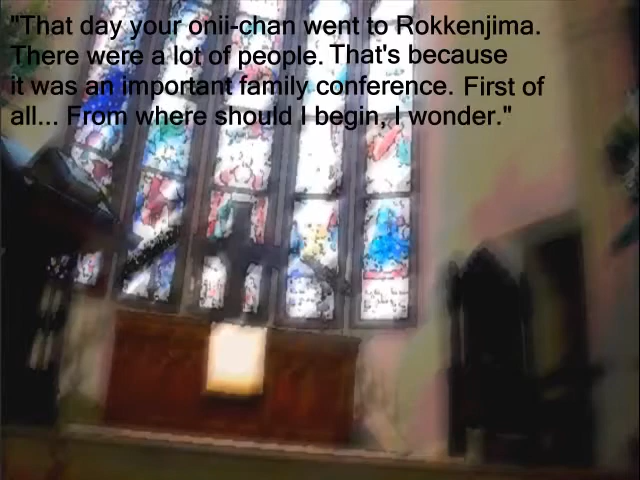 "That day your onii-chan went to Rokkenjima.
There were a lot of people. That's because
it was an important family conference. First of
all... From where should I begin, I wonder."